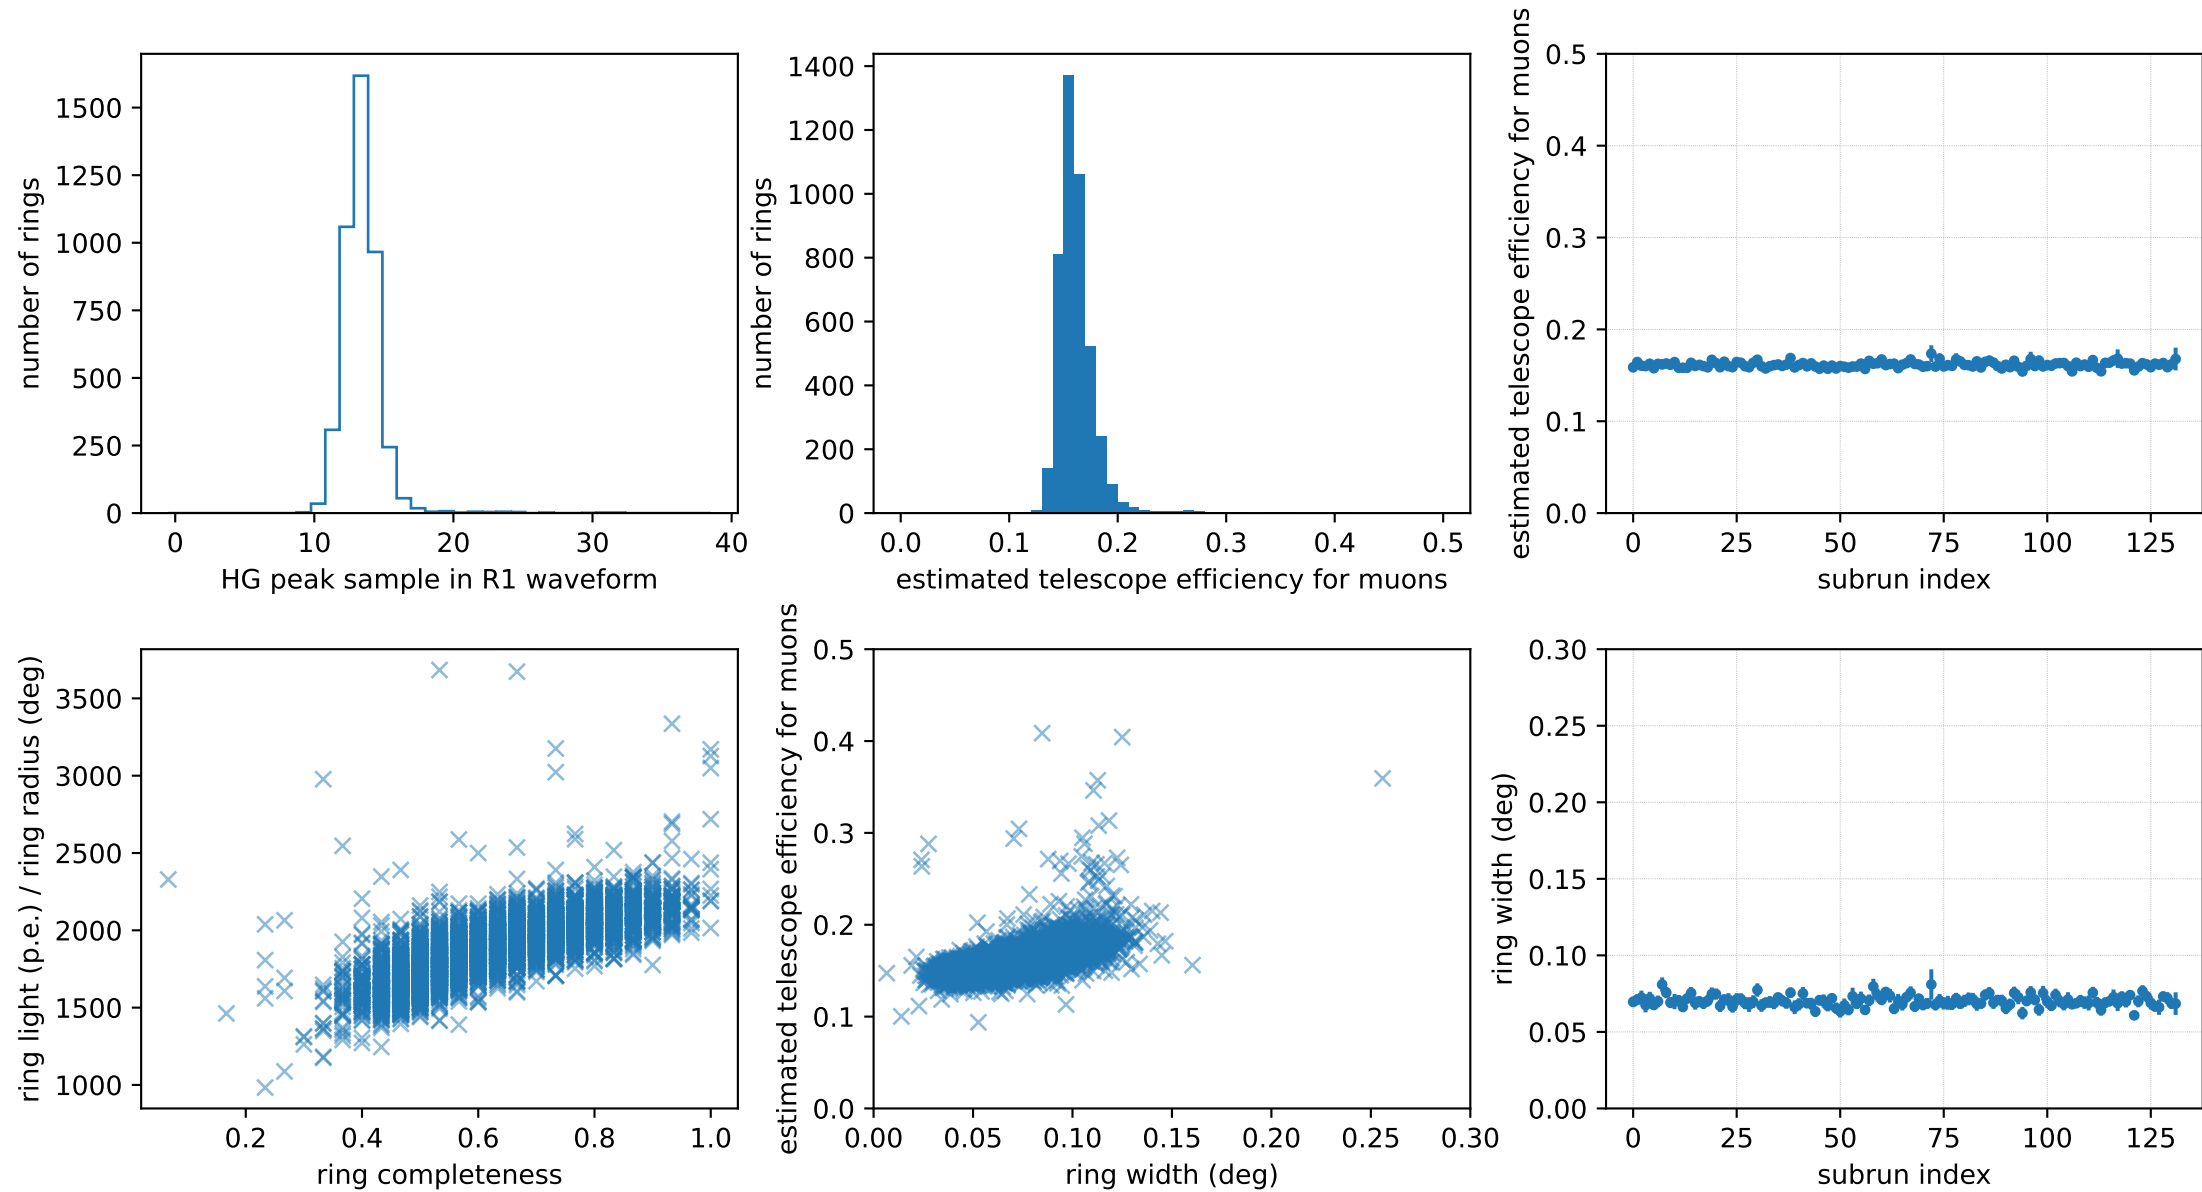 number of rings
1500
1250
1000
750
500
250
0
0 10 20 30 40
HG peak sample in R1 waveform
number of rings
1400
1200
1000
800
600
400
200
0
0.0 0.1 0.2 0.3 0.4 0.5
estimated telescope efficiency for muons
estimated telescope efficiency for muons
0.5
0.4
0.3
0.2
0.1
0.0
0 25 50 75 100 125
subrun index
ring light (p.e.) / ring radius (deg)
3500
3000
2500
2000
1500
1000
0.2 0.4 0.6 0.8 1.0
ring completeness
estimated telescope efficiency for muons
0.5
0.4
0.3
0.2
0.1
0.0
0.00 0.05 0.10 0.15 0.20 0.25 0.30
ring width (deg)
ring width (deg)
0.30
0.25
0.20
0.15
0.10
0.05
0.00
0 25 50 75 100 125
subrun index